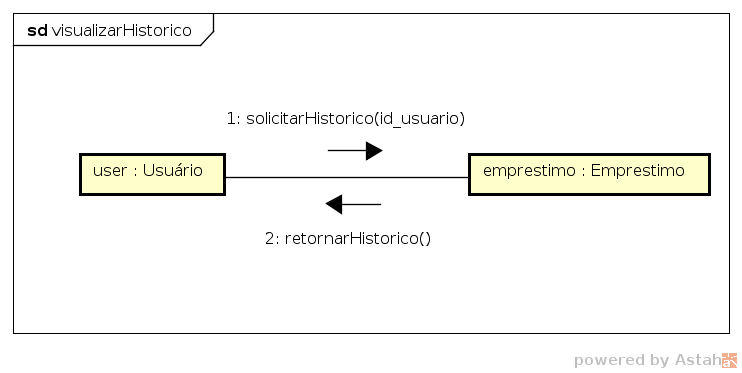 sd visualizarHistorico
1: solicitarHistorico(id_usuario)
user : Usuário
emprestimo : Emprestimo
2: retornarHistorico()
powered by Astah